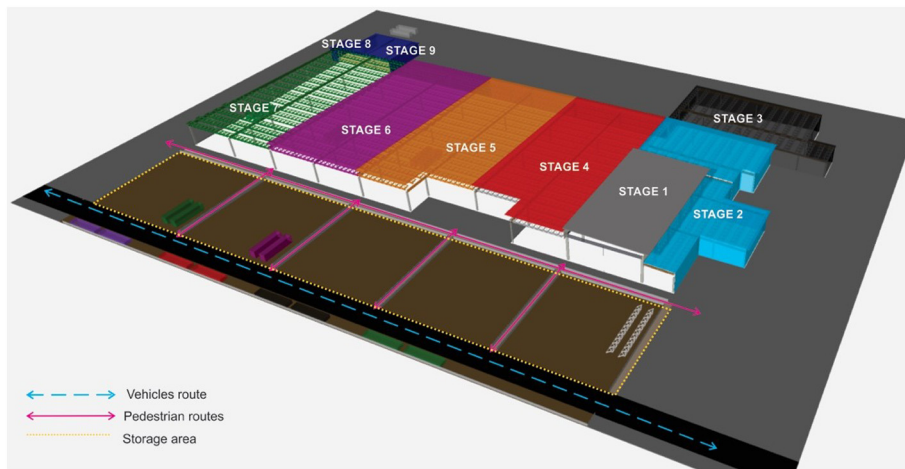 STAGE 8
STAGE 9
STAGE 7
STAGE 6
STAGE 5
STAGE 4
STAGE 3
STAGE 1
STAGE 2
Vehicles route
Pedestrian routes
Storage area